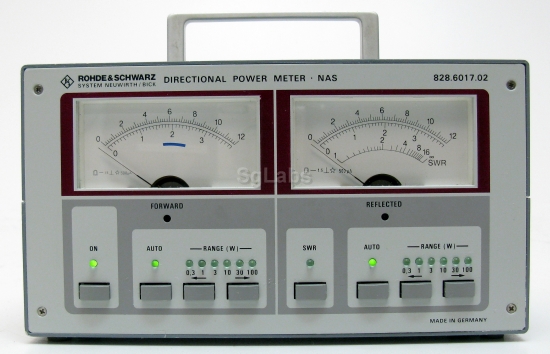 ROHDE&SCHWARZ
SYSTEM NEUWIRTH/BICK
DIRECTIONAL POWER METER · NAS
828.6017.02
0 2 4 6 8 10 12
0 1 2 3
0 2 4 6 8 10 12
0 1 2 3
1 8 16 ∞
SWR
SgLabs
FORWARD
REFLECTED
ON
AUTO
RANGE (W)
0,3 1 3 10 30 100
SWR
AUTO
RANGE (W)
0,3 1 3 10 30 100
MADE IN GERMANY